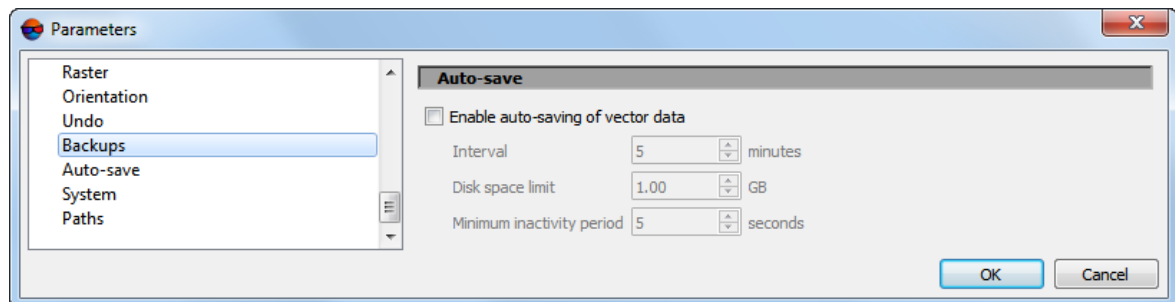 Parameters
Raster
Orientation
Undo
Backups
Auto-save
System
Paths
Auto-save
Enable auto-saving of vector data
Interval 5 minutes
Disk space limit 1.00 GB
Minimum inactivity period 5 seconds
OK Cancel